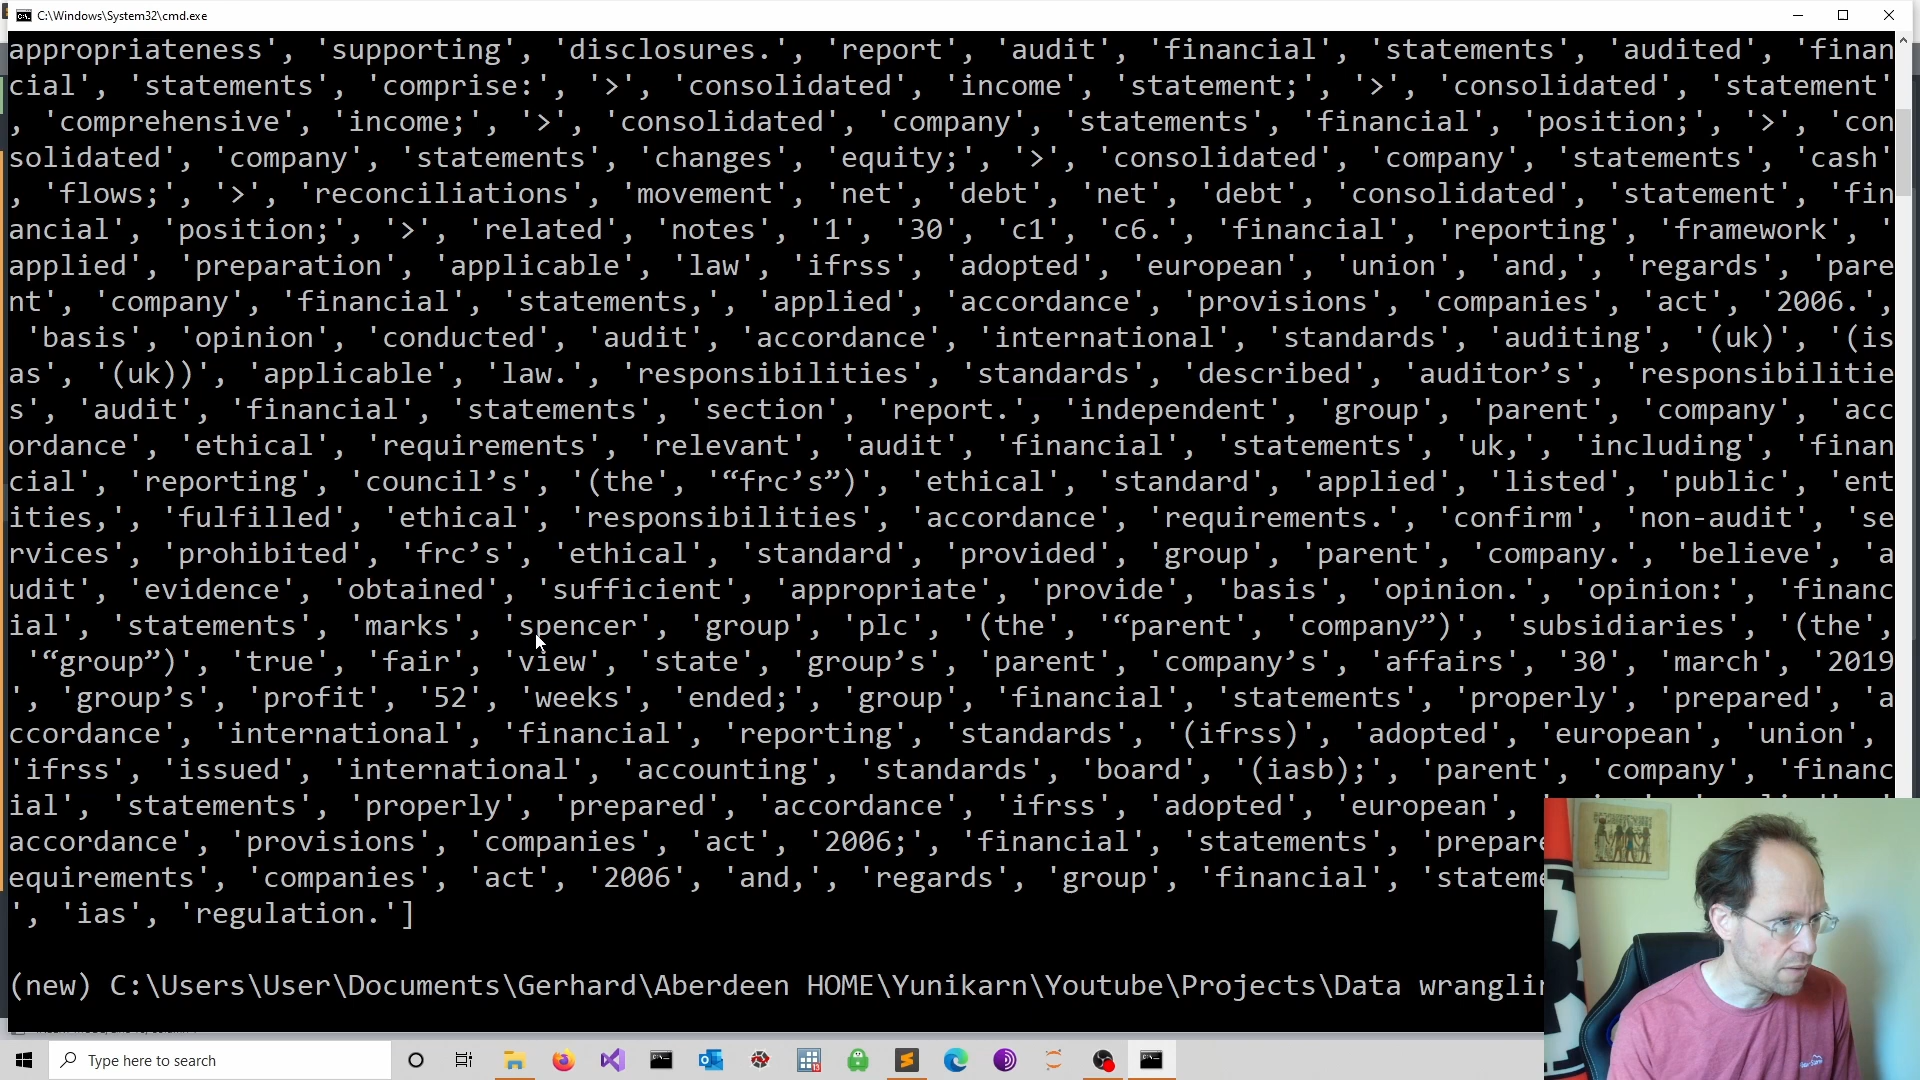 C:\Windows\System32\cmd.exe
appropriateness', 'supporting', 'disclosures.', 'report', 'audit', 'financial', 'statements', 'audited', 'finan
cial', 'statements', 'comprise:', '>', 'consolidated', 'income', 'statement;', '>', 'consolidated', 'statement'
, 'comprehensive', 'income;', '>', 'consolidated', 'company', 'statements', 'financial', 'position;', '>', 'con
solidated', 'company', 'statements', 'changes', 'equity;', '>', 'consolidated', 'company', 'statements', 'cash'
, 'flows;', '>', 'reconciliations', 'movement', 'net', 'debt', 'net', 'debt', 'consolidated', 'statement', 'fin
ancial', 'position;', '>', 'related', 'notes', '1', '30', 'c1', 'c6.', 'financial', 'reporting', 'framework', '
applied', 'preparation', 'applicable', 'law', 'ifrss', 'adopted', 'european', 'union', 'and,', 'regards', 'pare
nt', 'company', 'financial', 'statements,', 'applied', 'accordance', 'provisions', 'companies', 'act', '2006.',
'basis', 'opinion', 'conducted', 'audit', 'accordance', 'international', 'standards', 'auditing', '(uk)', '(is
as', '(uk))', 'applicable', 'law.', 'responsibilities', 'standards', 'described', 'auditor’s', 'responsibilitie
s', 'audit', 'financial', 'statements', 'section', 'report.', 'independent', 'group', 'parent', 'company', 'acc
ordance', 'ethical', 'requirements', 'relevant', 'audit', 'financial', 'statements', 'uk,', 'including', 'finan
cial', 'reporting', 'council’s', '(the', '“frc’s”)', 'ethical', 'standard', 'applied', 'listed', 'public', 'ent
ities,', 'fulfilled', 'ethical', 'responsibilities', 'accordance', 'requirements.', 'confirm', 'non-audit', 'se
rvices', 'prohibited', 'frc’s', 'ethical', 'standard', 'provided', 'group', 'parent', 'company.', 'believe', 'a
udit', 'evidence', 'obtained', 'sufficient', 'appropriate', 'provide', 'basis', 'opinion.', 'opinion:', 'financ
ial', 'statements', 'marks', 'spencer', 'group', 'plc', '(the', '“parent', 'company”)', 'subsidiaries', '(the',
'“group”)', 'true', 'fair', 'view', 'state', 'group’s', 'parent', 'company’s', 'affairs', '30', 'march', '2019
', 'group’s', 'profit', '52', 'weeks', 'ended;', 'group', 'financial', 'statements', 'properly', 'prepared', 'a
ccordance', 'international', 'financial', 'reporting', 'standards', '(ifrss)', 'adopted', 'european', 'union',
'ifrss', 'issued', 'international', 'accounting', 'standards', 'board', '(iasb);', 'parent', 'company', 'financ
ial', 'statements', 'properly', 'prepared', 'accordance', 'ifrss', 'adopted', 'european',
accordance', 'provisions', 'companies', 'act', '2006;', 'financial', 'statements', 'prepar
equirements', 'companies', 'act', '2006', 'and,', 'regards', 'group', 'financial', 'stateme
', 'ias', 'regulation.']
(new) C:\Users\User\Documents\Gerhard\Aberdeen HOME\Yunikarn\Youtube\Projects\Data wranglin
Type here to search